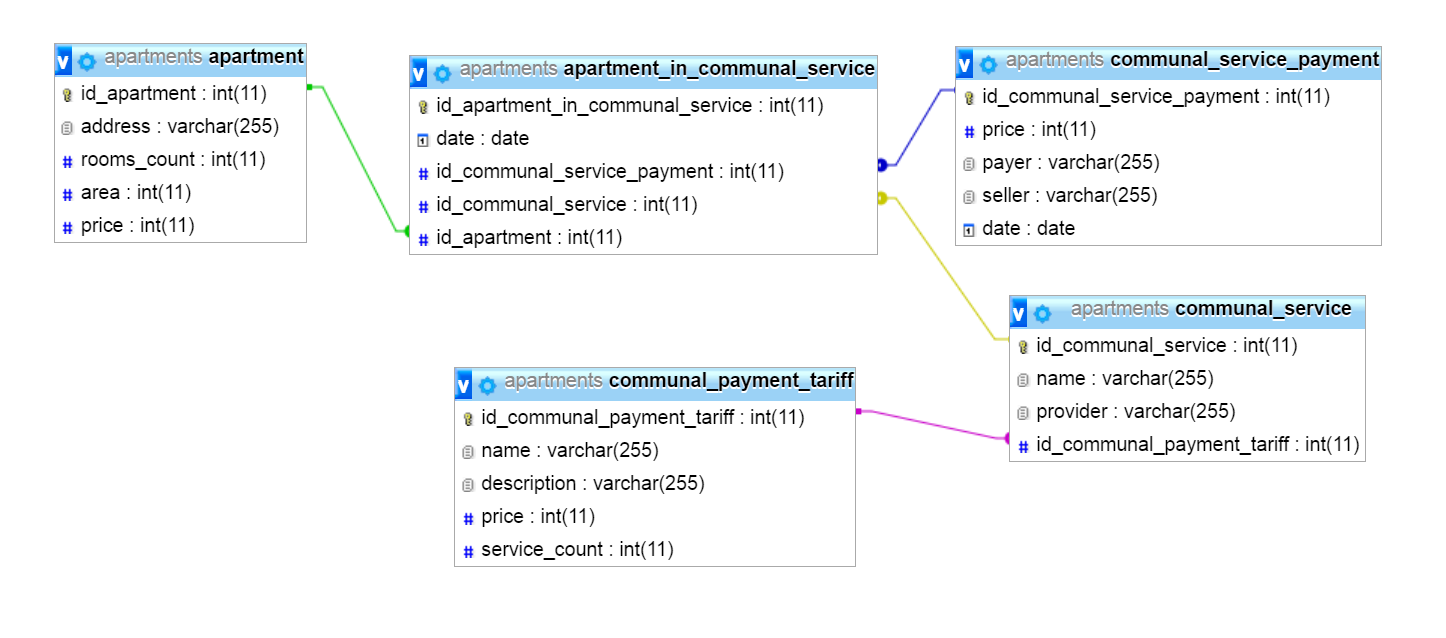 v apartments apartment
id_apartment : int(11)
address : varchar(255)
# rooms_count : int(11)
# area : int(11)
# price : int(11)
v apartments apartment_in_communal_service
id_apartment_in_communal_service : int(11)
date : date
# id_communal_service_payment : int(11)
# id_communal_service : int(11)
# id_apartment : int(11)
v apartments communal_service_payment
id_communal_service_payment : int(11)
# price : int(11)
payer : varchar(255)
seller : varchar(255)
date : date
v apartments communal_service
id_communal_service : int(11)
name : varchar(255)
provider : varchar(255)
# id_communal_payment_tariff : int(11)
v apartments communal_payment_tariff
id_communal_payment_tariff : int(11)
name : varchar(255)
description : varchar(255)
# price : int(11)
# service_count : int(11)